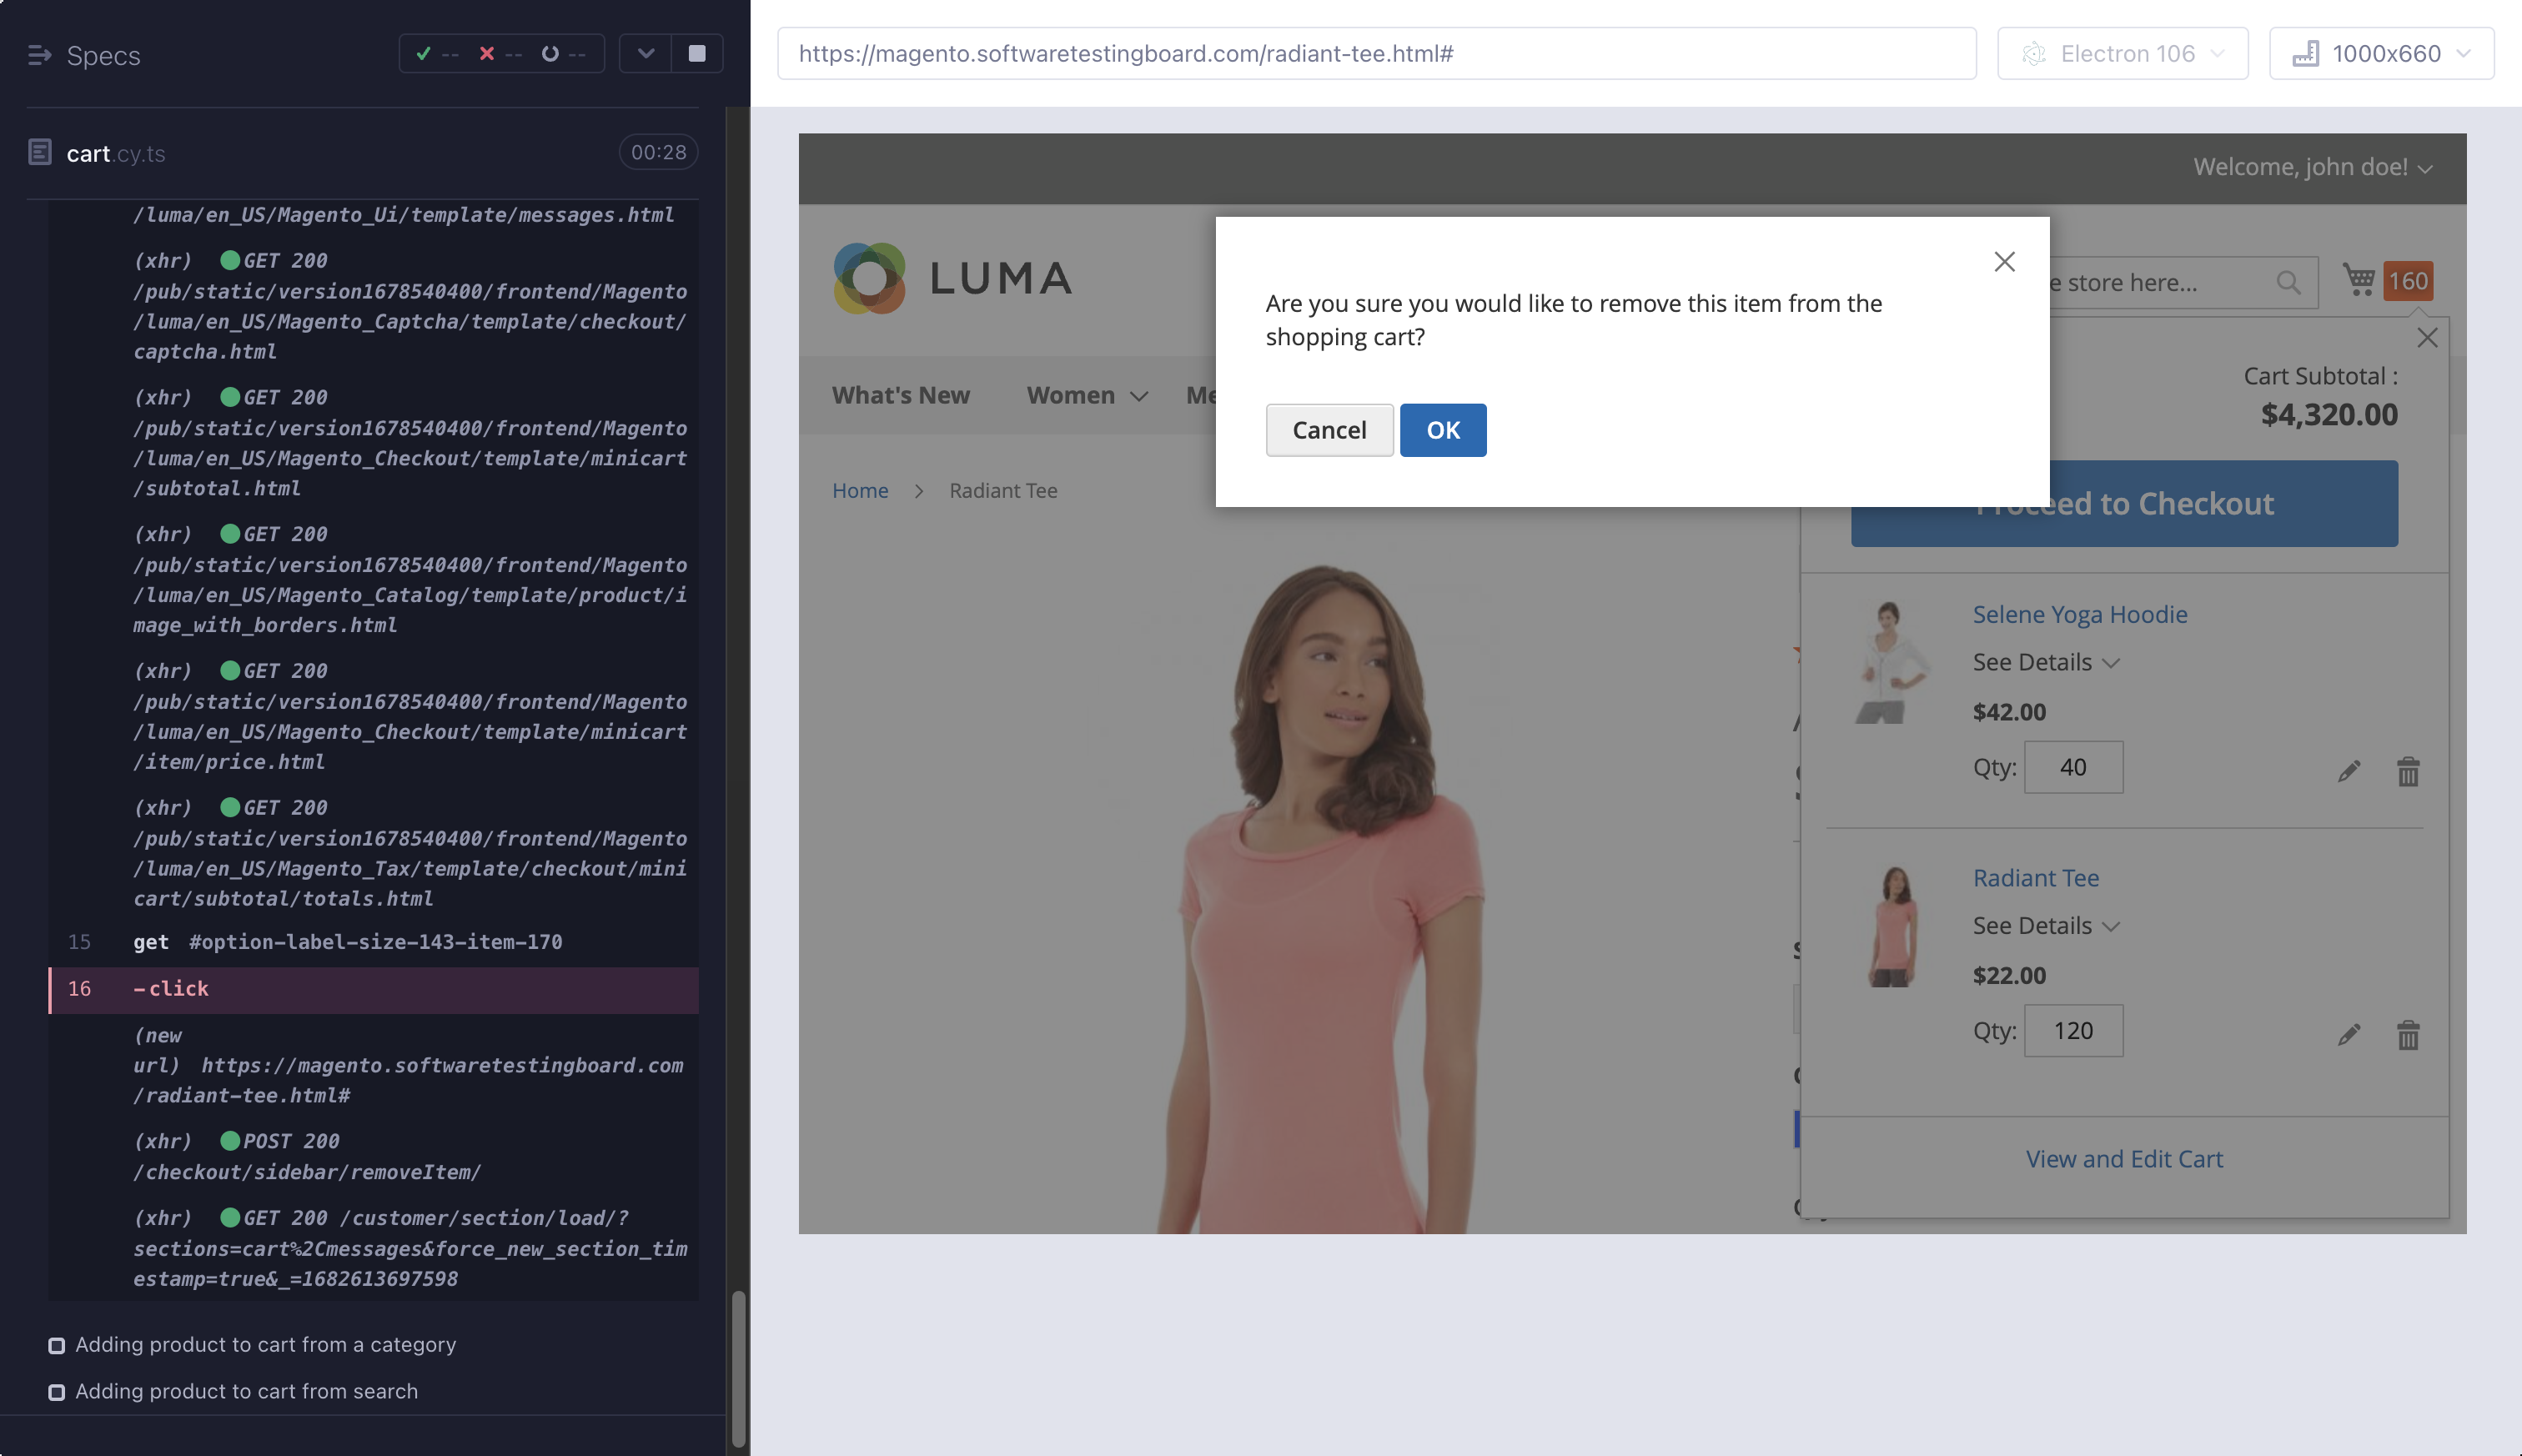 Specs
--
--
--
cart.cy.ts
00:28
/luma/en_US/Magento_Ui/template/messages.html
(xhr) GET 200
/pub/static/version1678540400/frontend/Magento
/luma/en_US/Magento_Captcha/template/checkout/
captcha.html
(xhr) GET 200
/pub/static/version1678540400/frontend/Magento
/luma/en_US/Magento_Checkout/template/minicart
/subtotal.html
(xhr) GET 200
/pub/static/version1678540400/frontend/Magento
/luma/en_US/Magento_Catalog/template/product/i
mage_with_borders.html
(xhr) GET 200
/pub/static/version1678540400/frontend/Magento
/luma/en_US/Magento_Checkout/template/minicart
/item/price.html
(xhr) GET 200
/pub/static/version1678540400/frontend/Magento
/luma/en_US/Magento_Tax/template/checkout/mini
cart/subtotal/totals.html
15 get #option-label-size-143-item-170
16 -click
(new
url) https://magento.softwaretestingboard.com
/radiant-tee.html#
(xhr) POST 200
/checkout/sidebar/removeItem/
(xhr) GET 200 /customer/section/load/?
sections=cart%2Cmessages&force_new_section_tim
estamp=true&_=1682613697598
Adding product to cart from a category
Adding product to cart from search
https://magento.softwaretestingboard.com/radiant-tee.html#
Electron 106
1000x660
Welcome, john doe!
LUMA
e store here...
160
What's New
Women
Me
Home > Radiant Tee
Are you sure you would like to remove this item from the
shopping cart?
Cancel
OK
Cart Subtotal :
$4,320.00
Proceed to Checkout
Selene Yoga Hoodie
See Details
$42.00
Qty: 40
Radiant Tee
See Details
$22.00
Qty: 120
View and Edit Cart